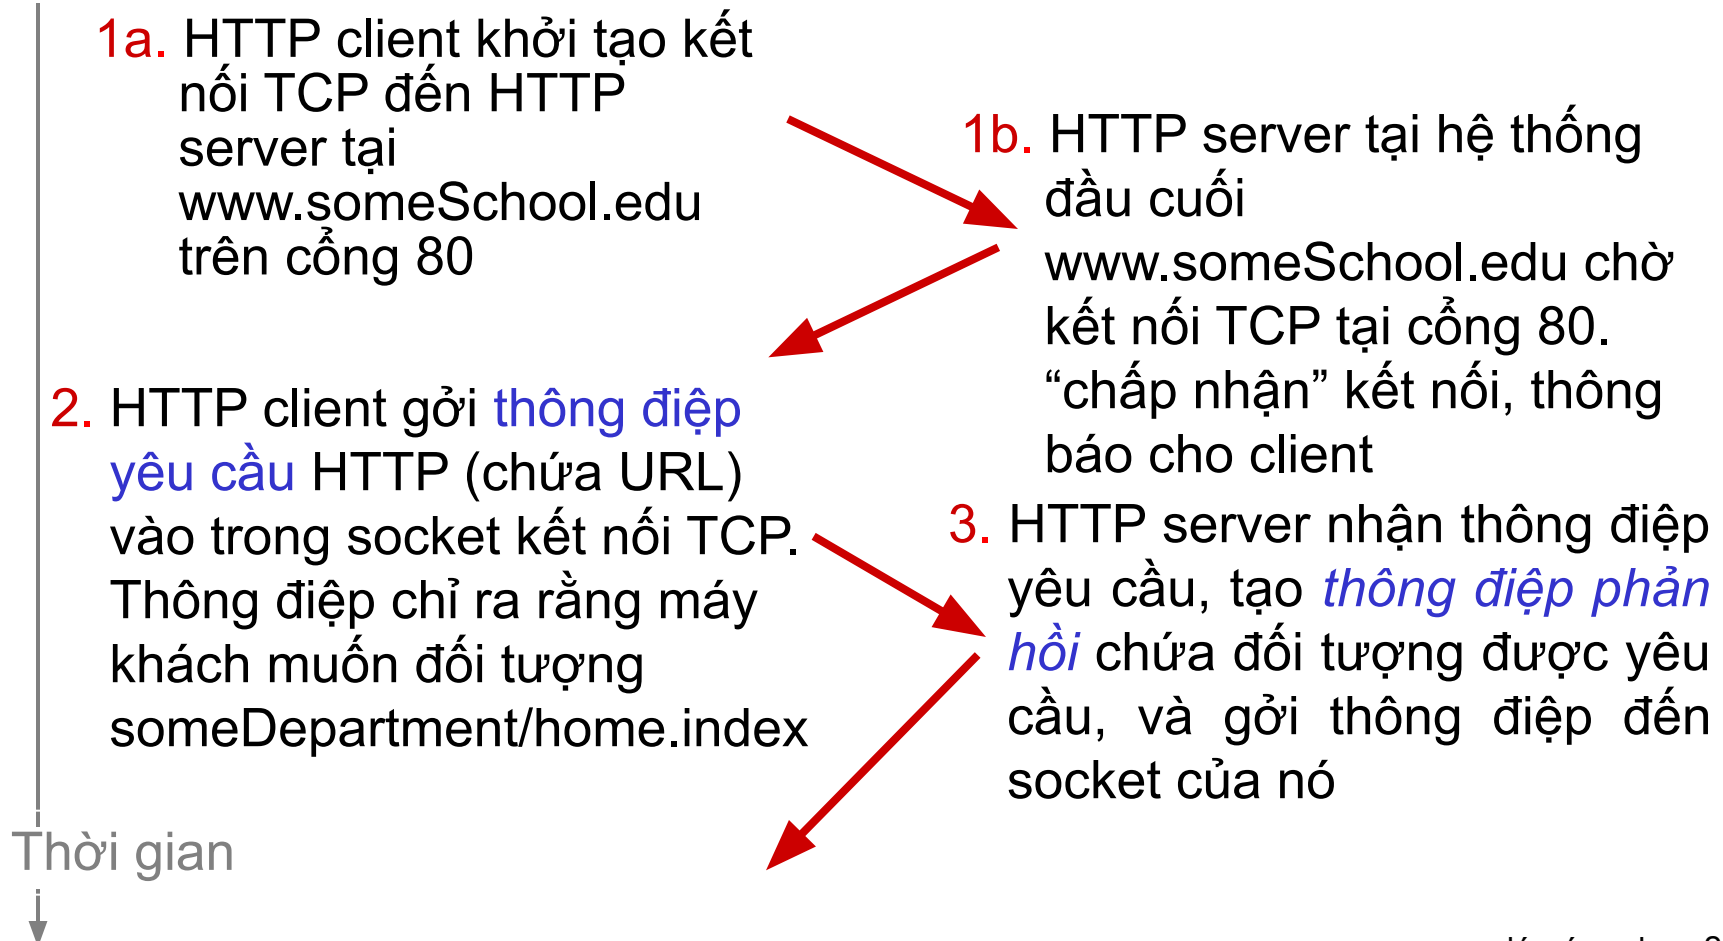 1a. HTTP client khởi tạo kết
nối TCP đến HTTP
server tại
www.someSchool.edu
trên cổng 80
1b. HTTP server tại hệ thống
đầu cuối
www.someSchool.edu chờ
kết nối TCP tại cổng 80.
“chấp nhận” kết nối, thông
báo cho client
2. HTTP client gởi thông điệp
yêu cầu HTTP (chứa URL)
vào trong socket kết nối TCP.
Thông điệp chỉ ra rằng máy
khách muốn đối tượng
someDepartment/home.index
3. HTTP server nhận thông điệp
yêu cầu, tạo thông điệp phản
hồi chứa đối tượng được yêu
cầu, và gởi thông điệp đến
socket của nó
Thời gian